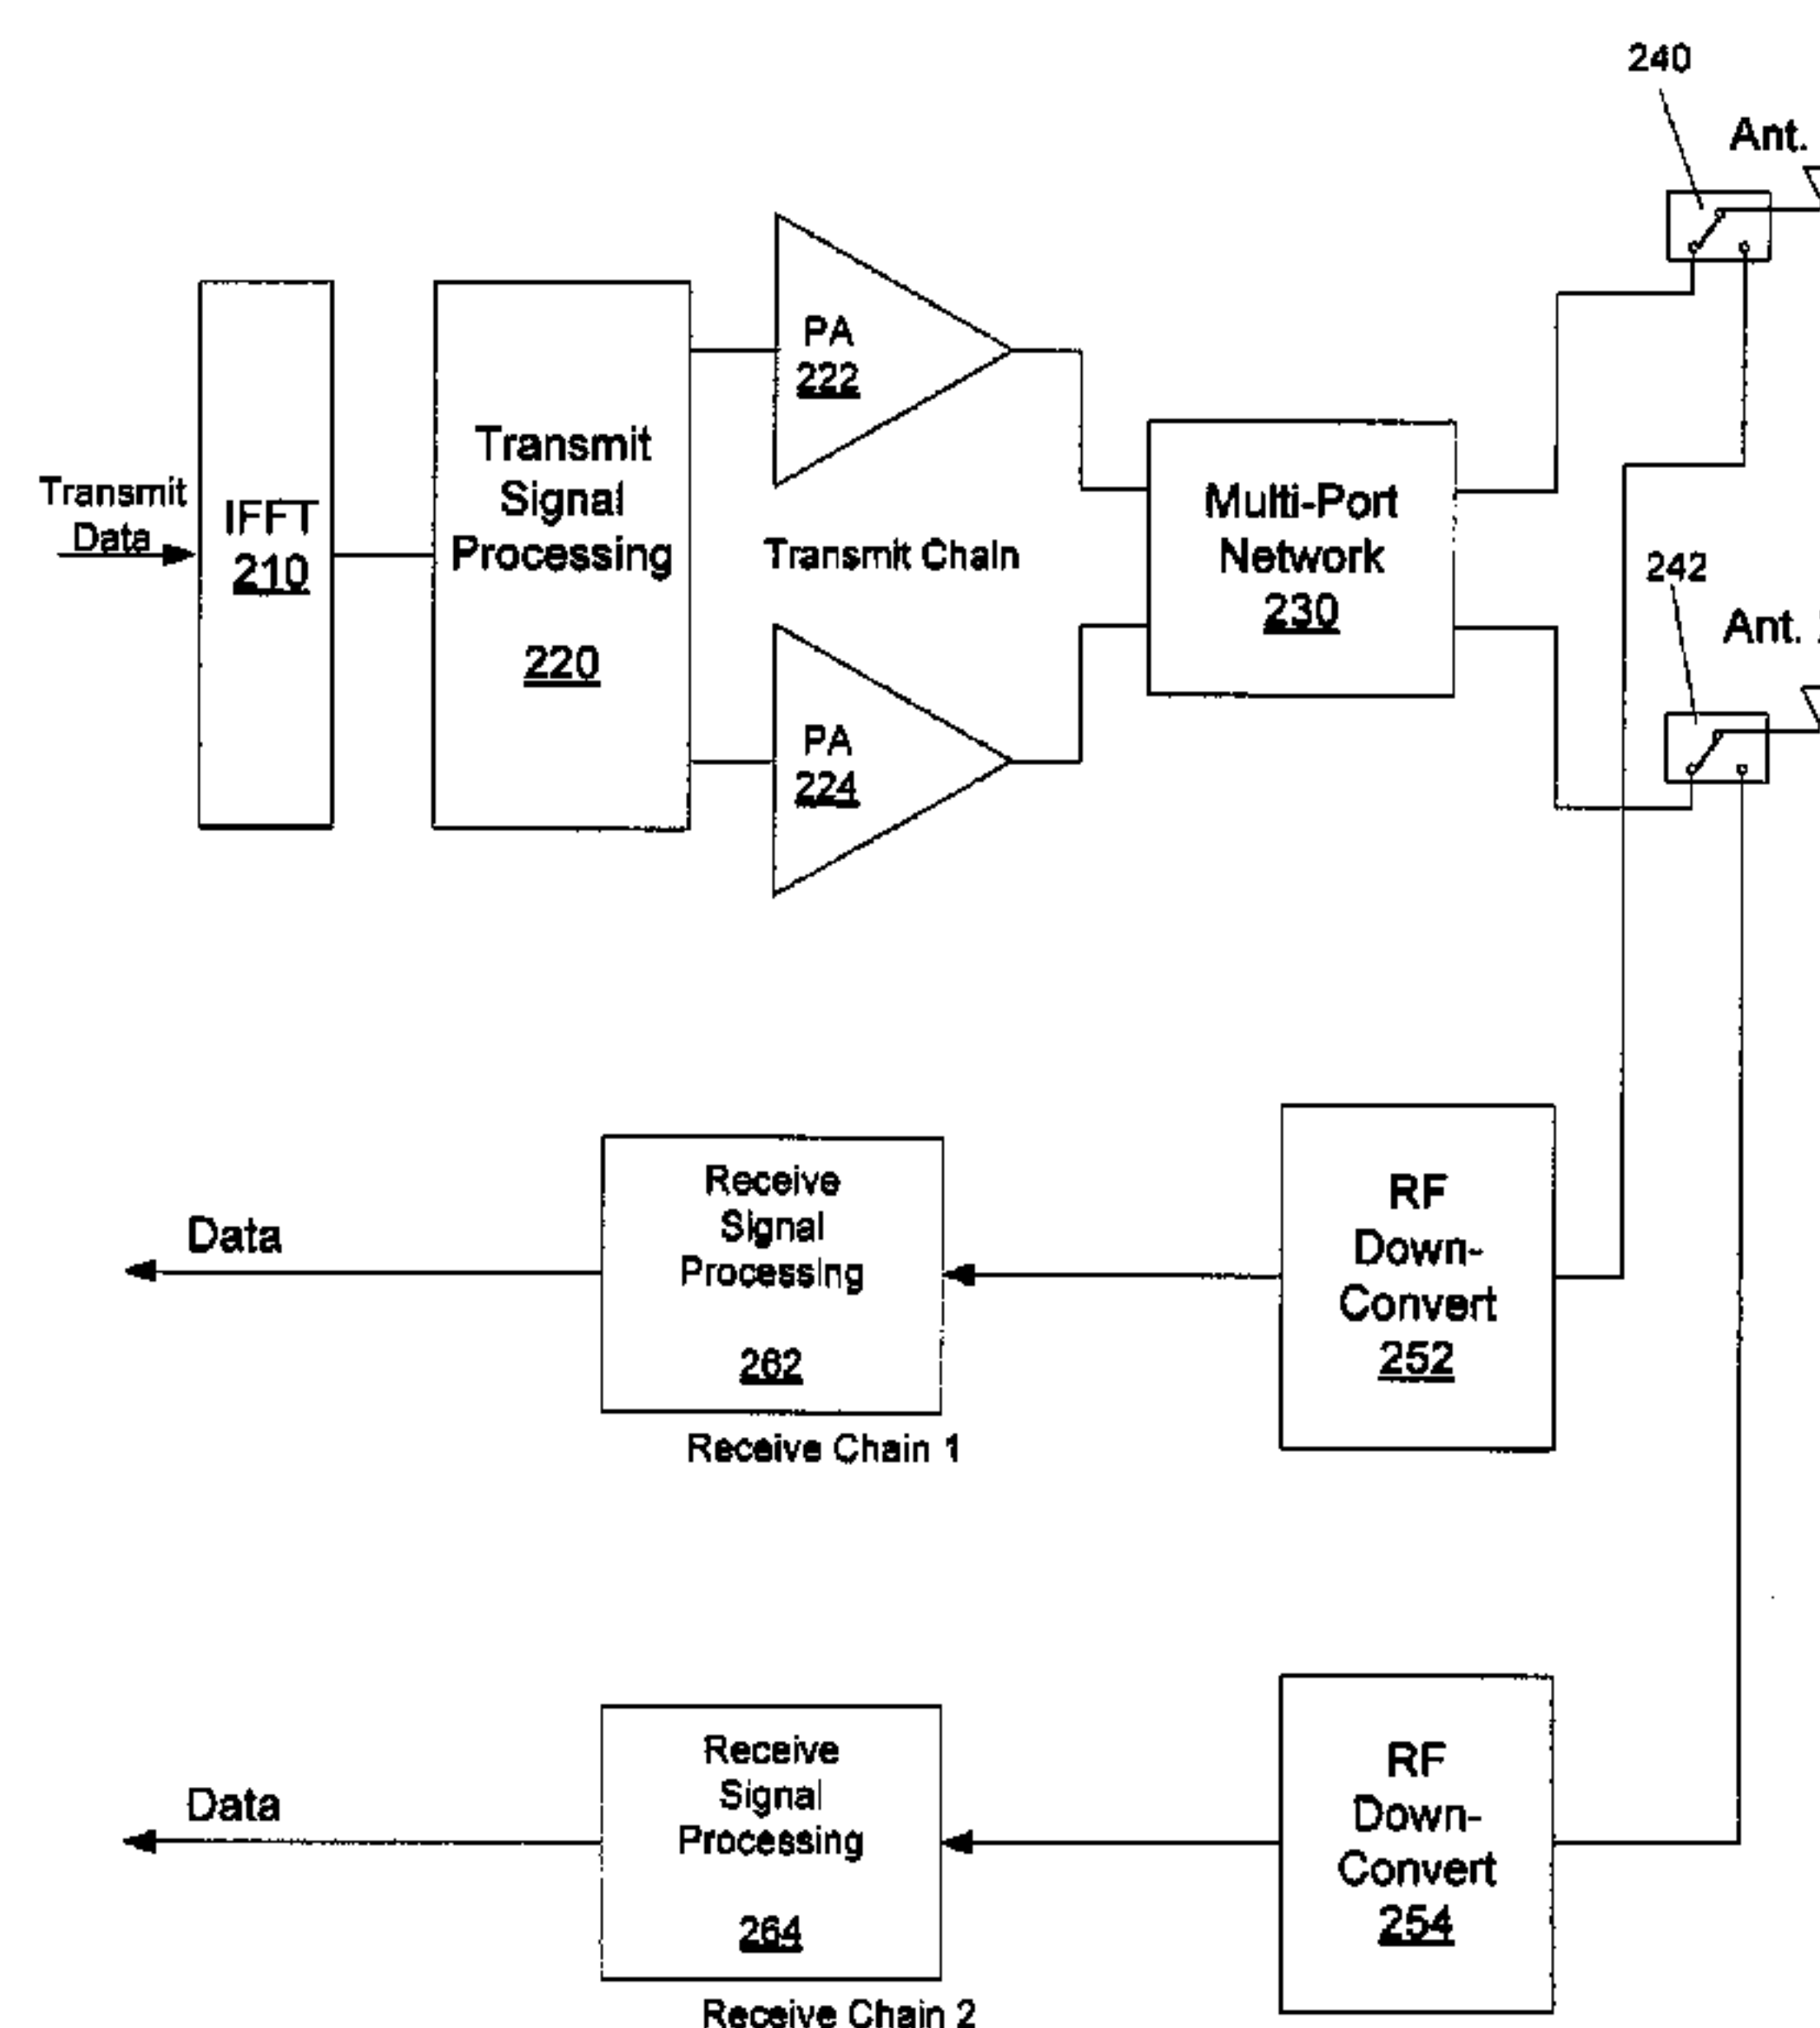 240
Ant.
PA
222
Transmit
Signal
Processing
220
Transmit
Data
IFFT
210
Transmit Chain
Multi-Port
Network
230
242
Ant.
PA
224
Receive
Signal
Processing
262
Data
RF
Down-
Convert
252
Receive Chain 1
Receive
Signal
Processing
264
Data
RF
Down-
Convert
254
Receive Chain 2